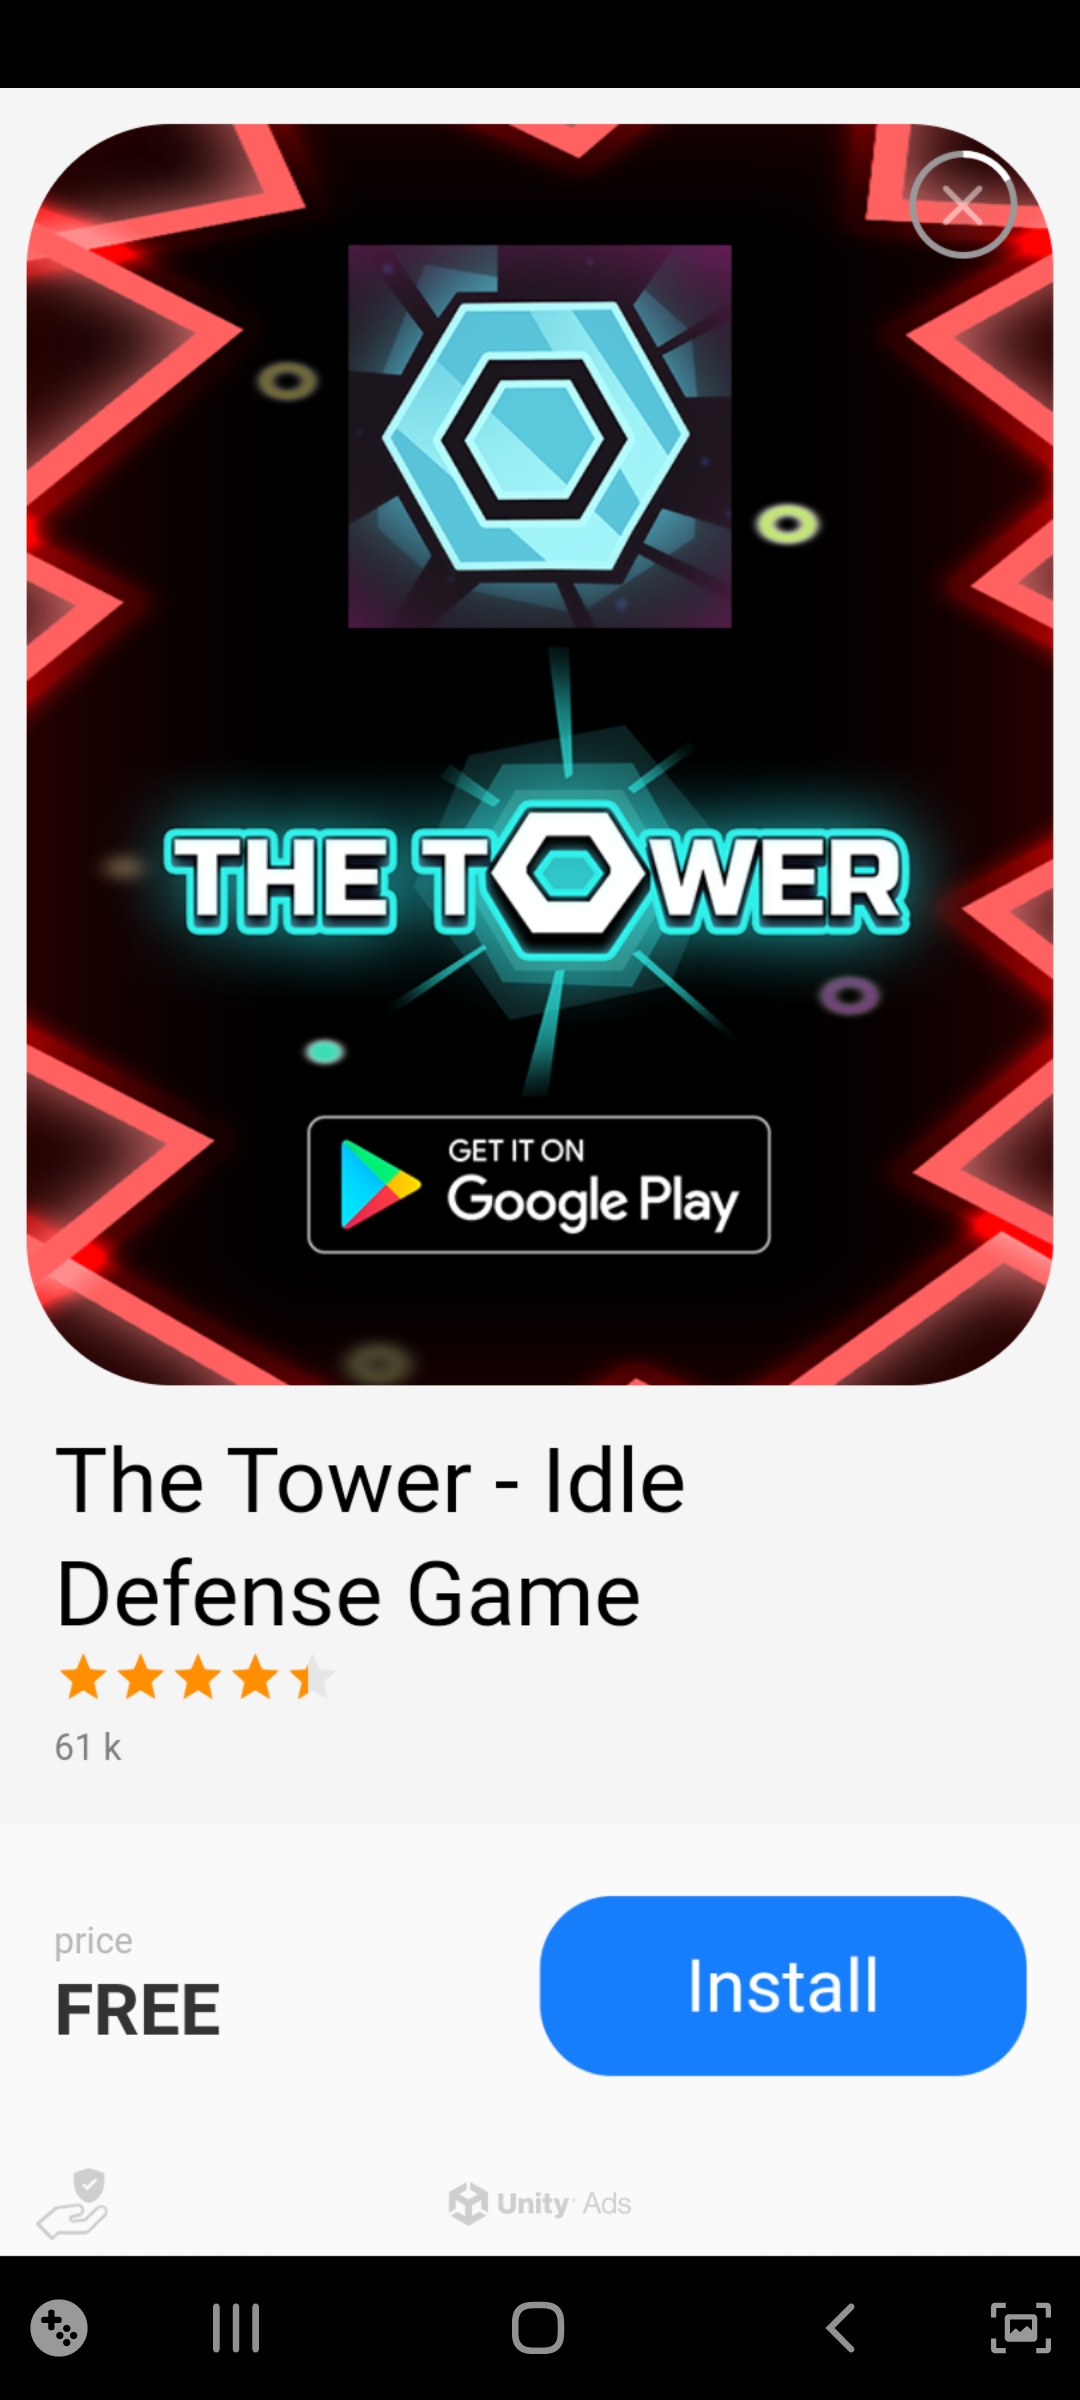 THE TOWER
GET IT ON
Google Play
The Tower - Idle
Defense Game
61 k
price
FREE
Install
Unity Ads